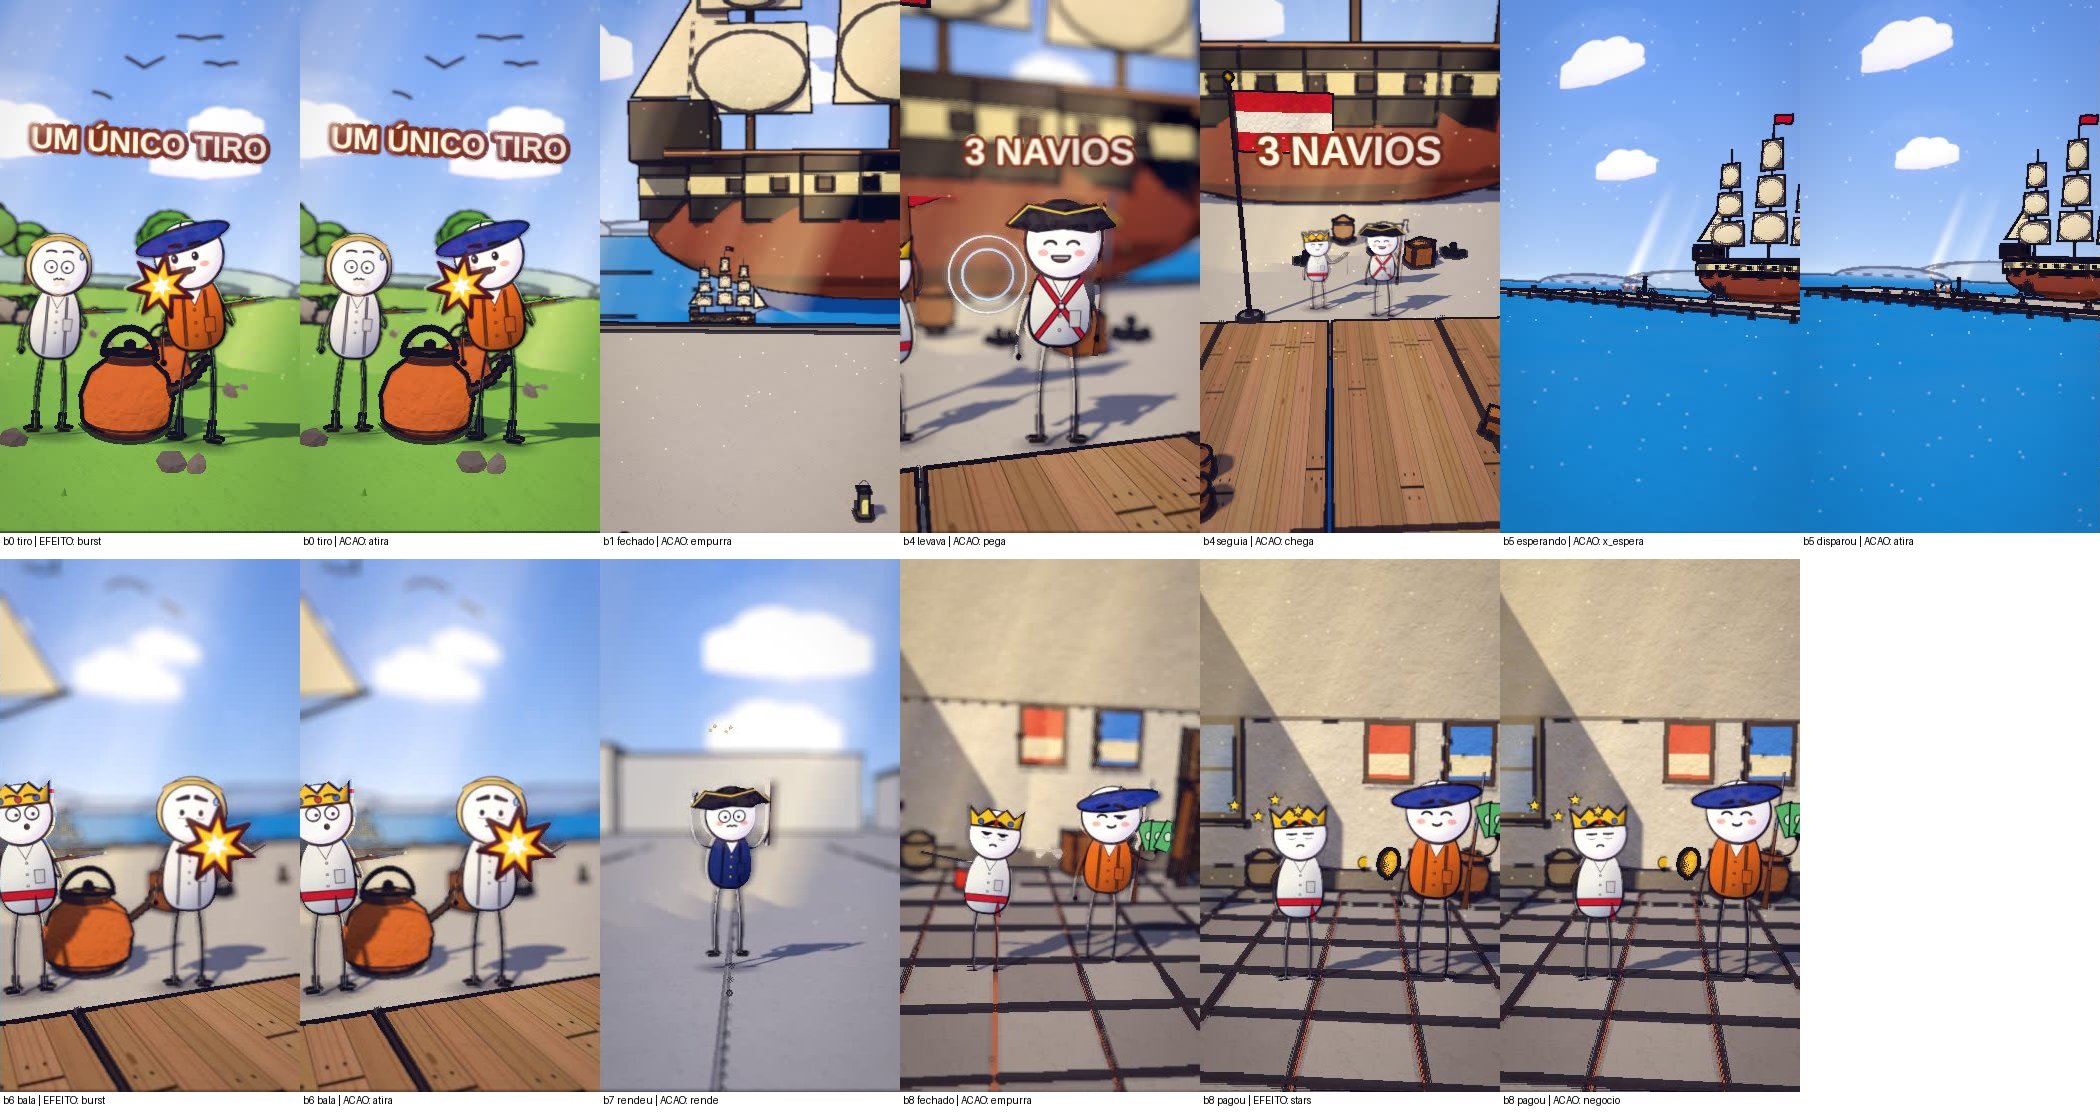 UM ÚNICO TIRO
UM ÚNICO TIRO
3 NAVIOS
3 NAVIOS
b0 tiro | EFEITO: burst
b0 tiro | ACAO: atira
b1 fechado | ACAO: empurra
b4 levava | ACAO: pega
b4 seguia | ACAO: chega
b5 esperando | ACAO: x_espera
b5 disparou | ACAO: atira
b6 bala | EFEITO: burst
b6 bala | ACAO: atira
b7 rendeu | ACAO: rende
b8 fechado | ACAO: empurra
b8 pagou | EFEITO: stars
b8 pagou | ACAO: negocio